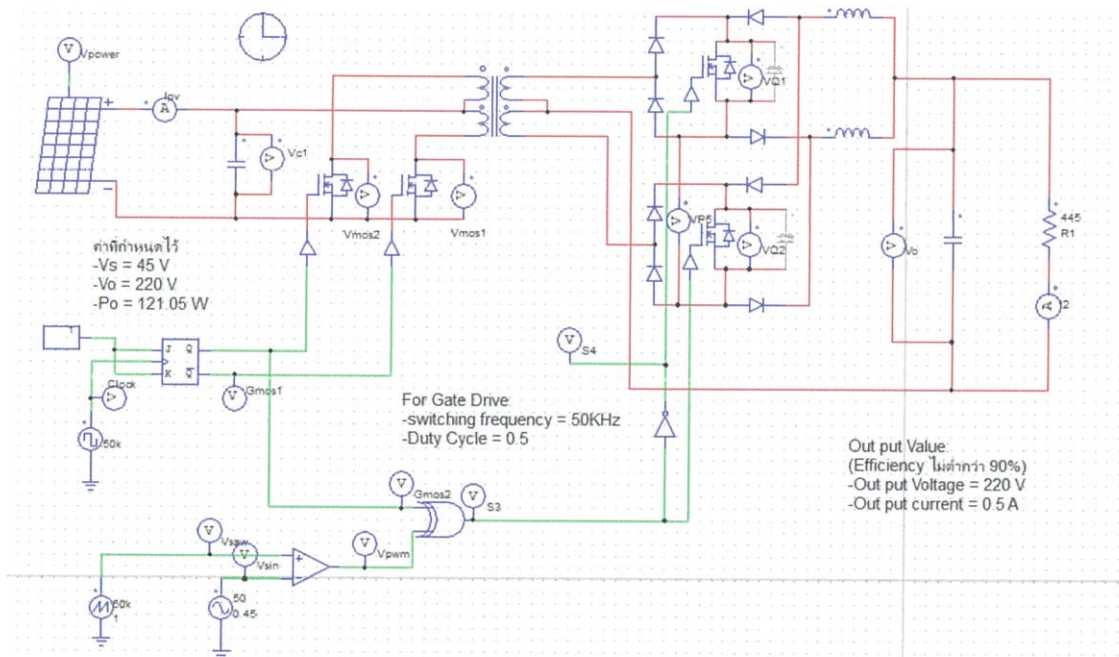 V
Vpower
Ipv
A
Vc1
Vmos2
Vmos1
VQ1
VP5
VQ2
Vo
445
R1
A
I2
ค่าที่กำหนดไว้
-Vs = 45 V
-Vo = 220 V
-Po = 121.05 W
1
J Q
K Q̅
Clock
Gmos1
50k
For Gate Drive:
-switching frequency = 50KHz
-Duty Cycle = 0.5
S4
Out put Value:
(Efficiency ไม่ต่ำกว่า 90%)
-Out put Voltage = 220 V
-Out put current = 0.5 A
Gmos2
S3
Vsaw
Vsin
Vpwm
50k
1
50
0.45